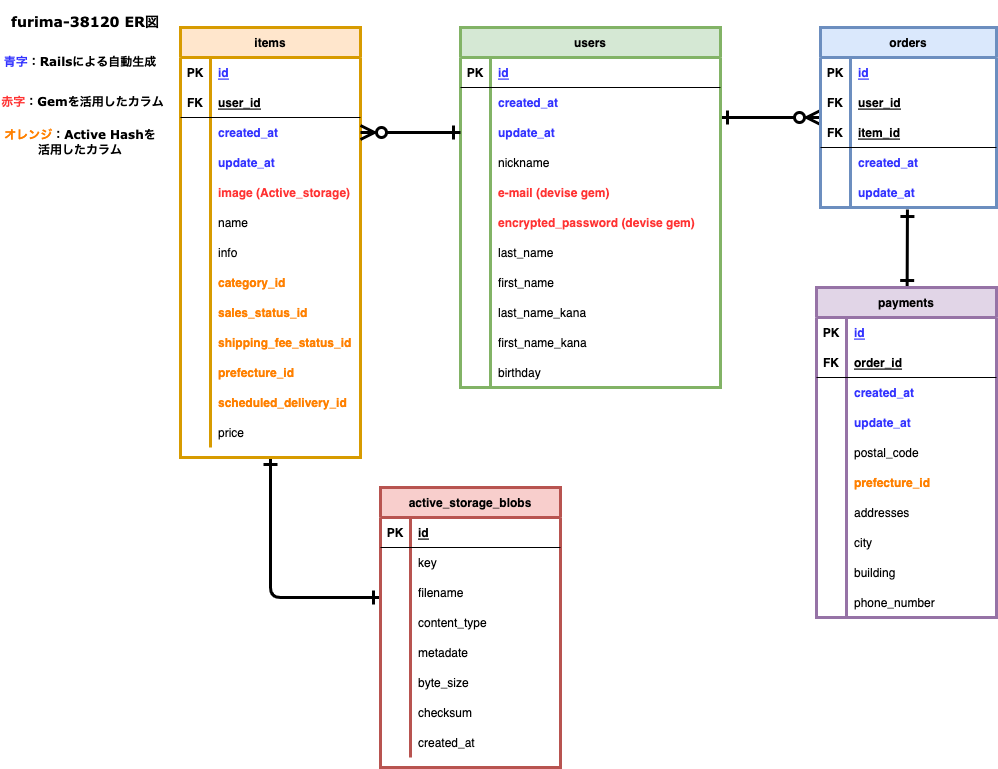 furima-38120 ER図
青字：Railsによる自動生成
赤字：Gemを活用したカラム
オレンジ：Active Hashを
活用したカラム
items
PK id
FK user_id
created_at
update_at
image (Active_storage)
name
info
category_id
sales_status_id
shipping_fee_status_id
prefecture_id
scheduled_delivery_id
price
users
PK id
created_at
update_at
nickname
e-mail (devise gem)
encrypted_password (devise gem)
last_name
first_name
last_name_kana
first_name_kana
birthday
orders
PK id
FK user_id
FK item_id
created_at
update_at
payments
PK id
FK order_id
created_at
update_at
postal_code
prefecture_id
addresses
city
building
phone_number
active_storage_blobs
PK id
key
filename
content_type
metadate
byte_size
checksum
created_at